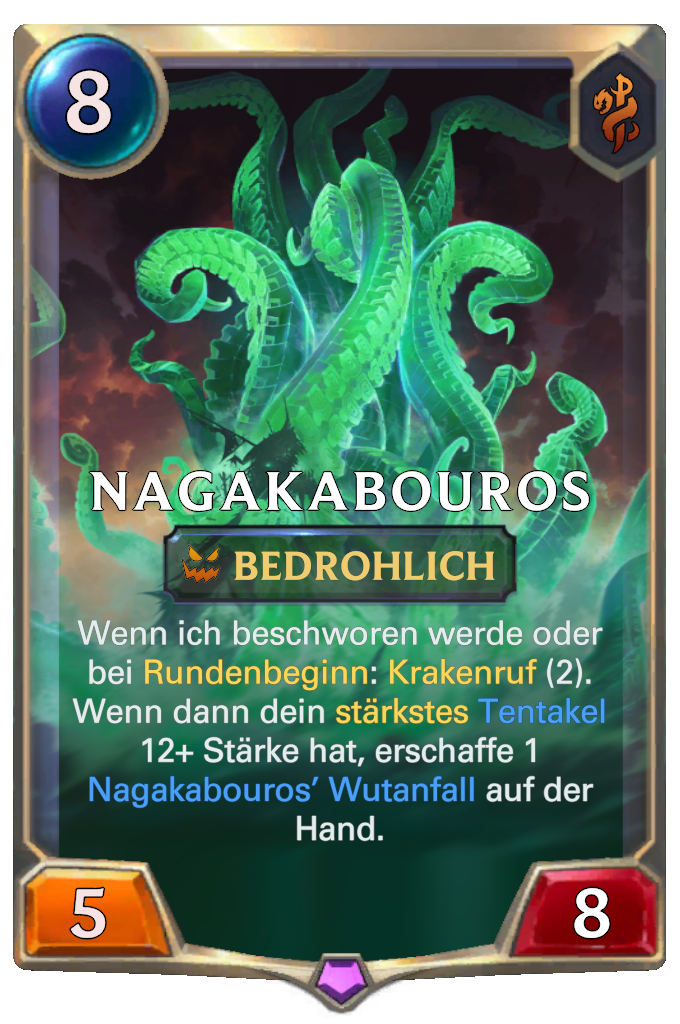 8
NAGAKABOUROS
BEDROHLICH
Wenn ich beschworen werde oder
bei Rundenbeginn: Krakenruf (2).
Wenn dann dein stärkstes Tentakel
12+ Stärke hat, erschaffe 1
Nagakabouros’ Wutanfall auf der
Hand.
5
8